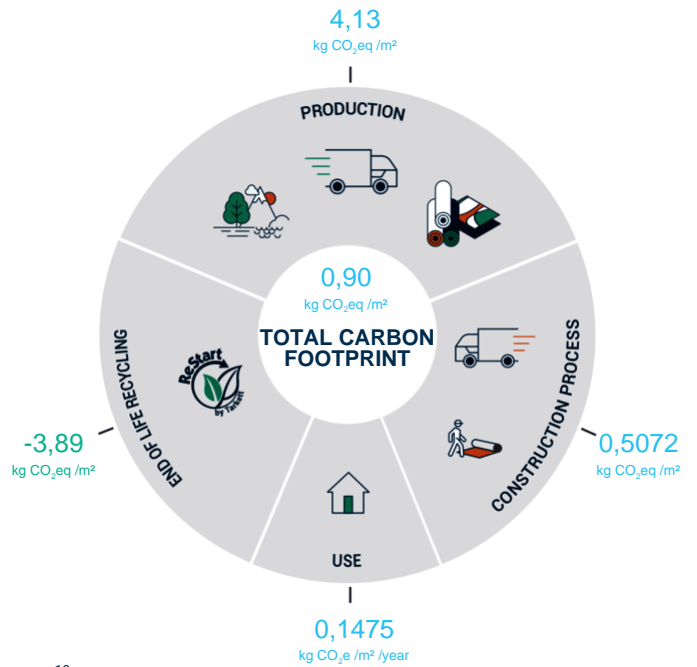 4,13
kg CO₂eq /m²
PRODUCTION
0,90
kg CO₂eq /m²
TOTAL CARBON
FOOTPRINT
CONSTRUCTION PROCESS
0,5072
kg CO₂eq /m²
END OF LIFE RECYCLING
ReStart
by Tarkett
-3,89
kg CO₂eq /m²
USE
0,1475
kg CO₂e /m² /year